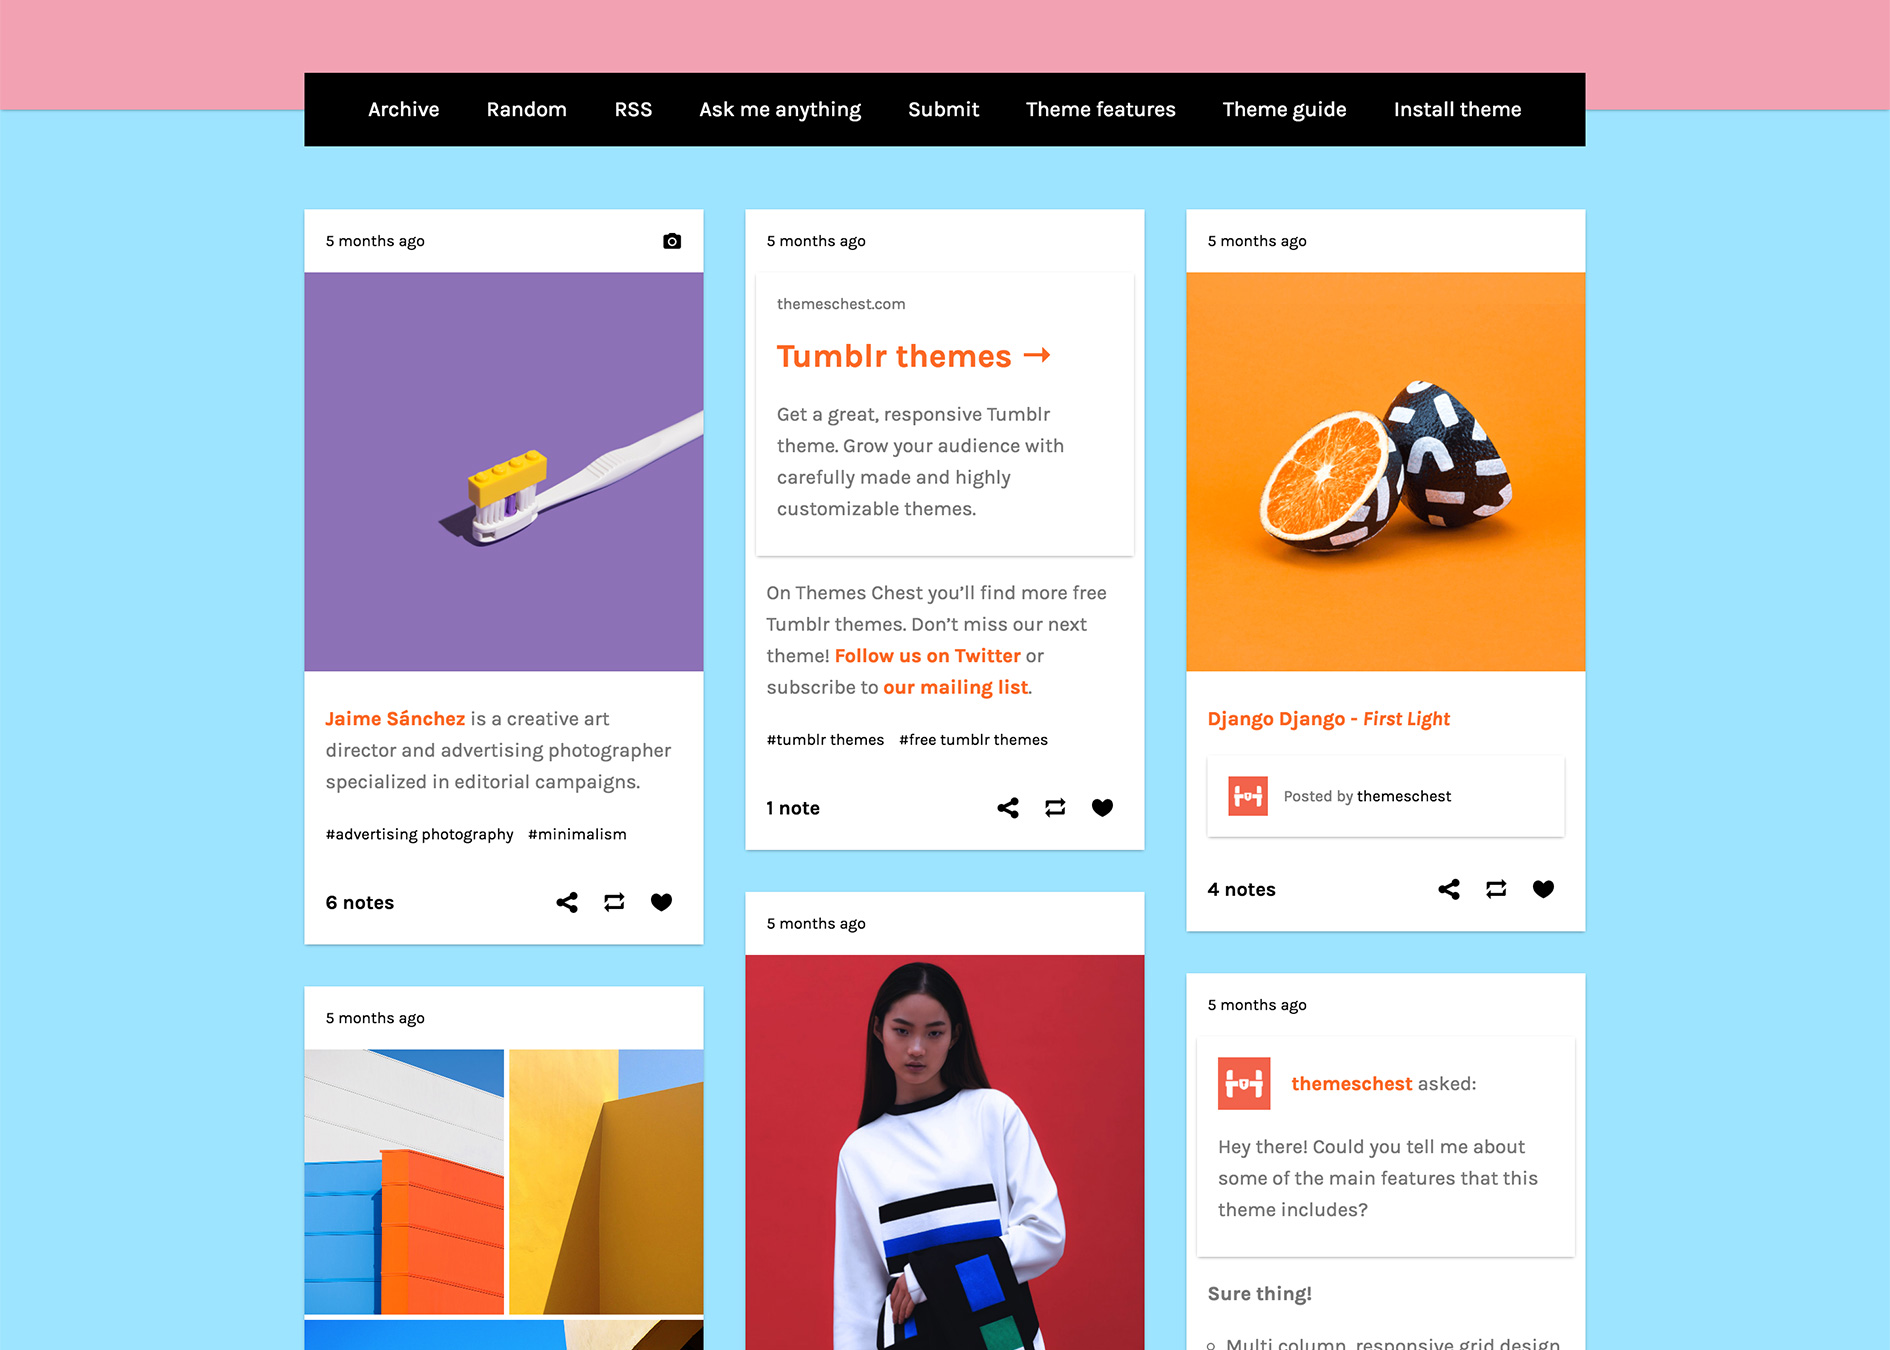 Archive Random RSS Ask me anything Submit Theme features Theme guide Install theme
5 months ago
Jaime Sánchez is a creative art
director and advertising photographer
specialized in editorial campaigns.
#advertising photography #minimalism
6 notes
5 months ago
5 months ago
themeschest.com
Tumblr themes →
Get a great, responsive Tumblr
theme. Grow your audience with
carefully made and highly
customizable themes.
On Themes Chest you’ll find more free
Tumblr themes. Don’t miss our next
theme! Follow us on Twitter or
subscribe to our mailing list.
#tumblr themes #free tumblr themes
1 note
5 months ago
5 months ago
Django Django - First Light
Posted by themeschest
4 notes
5 months ago
themeschest asked:
Hey there! Could you tell me about
some of the main features that this
theme includes?
Sure thing!
Multi column, responsive grid design